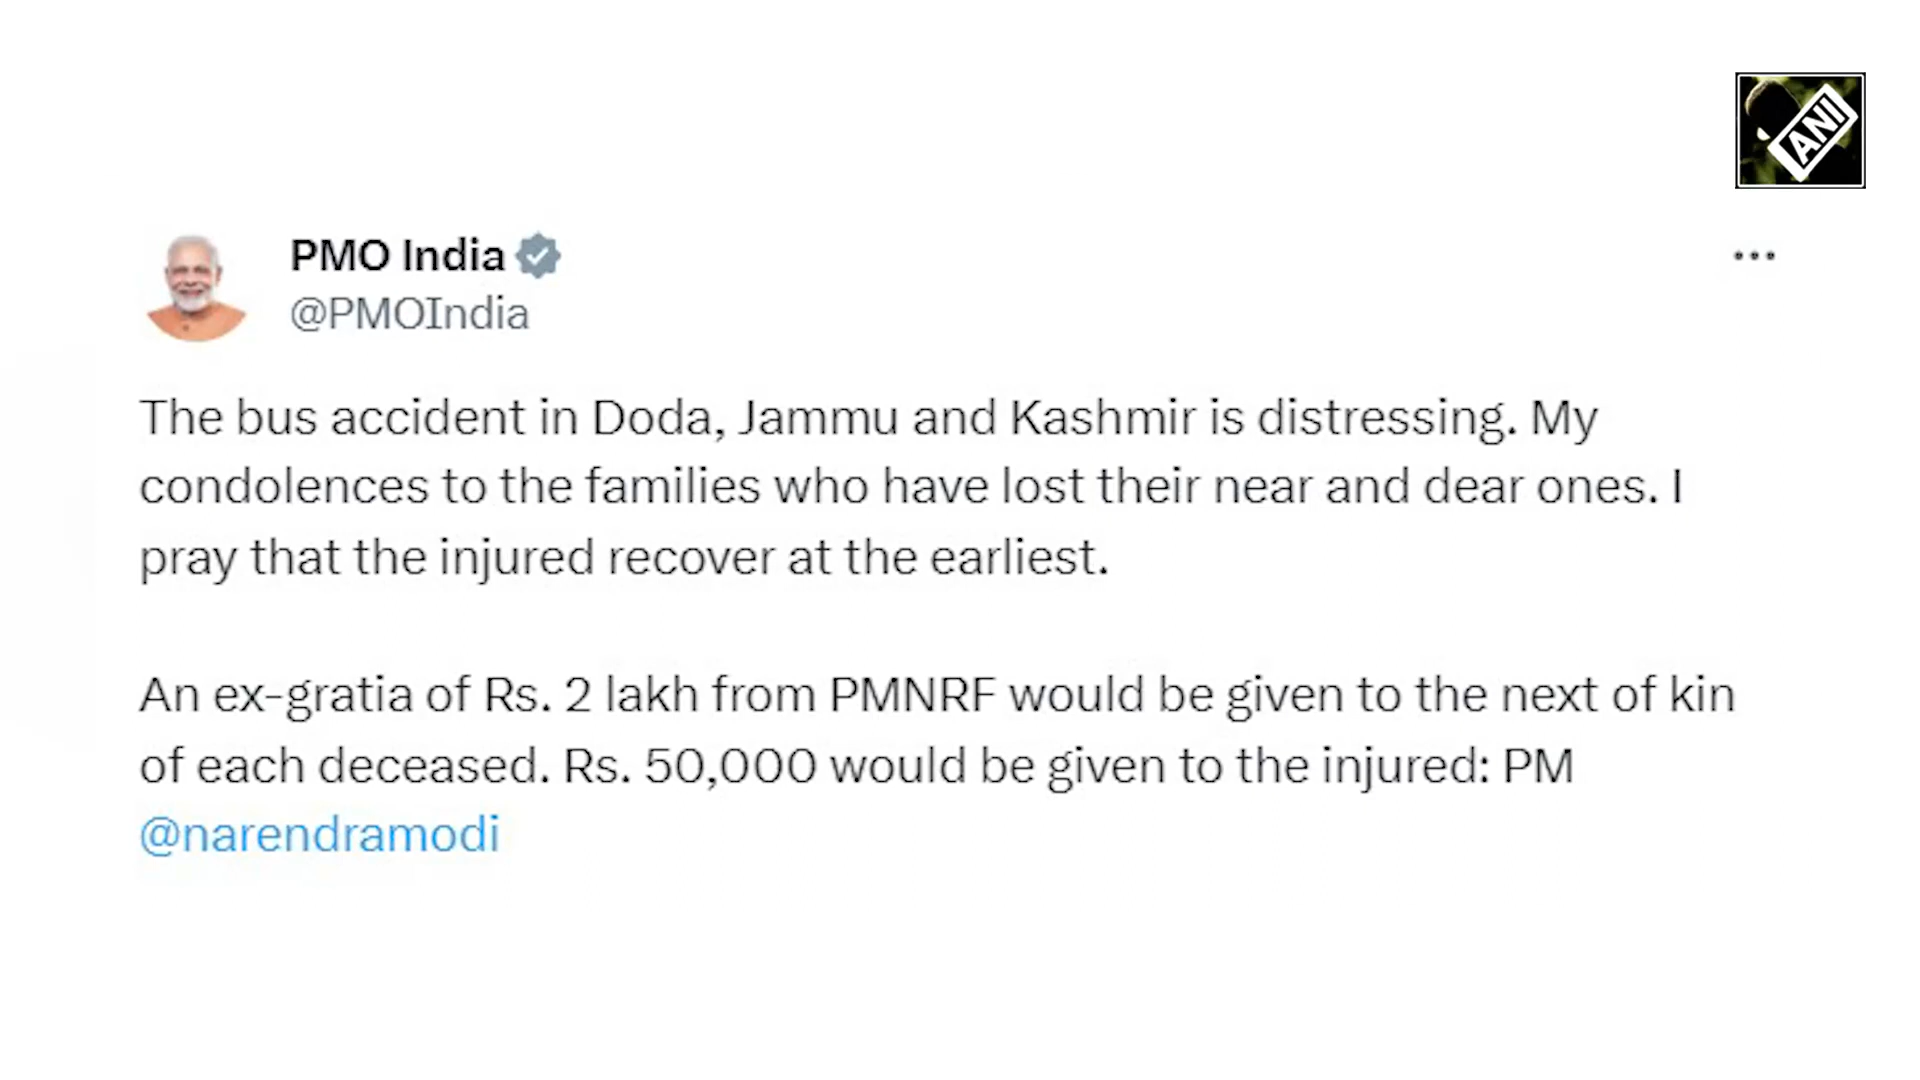 ANI
PMO India
@PMOIndia
The bus accident in Doda, Jammu and Kashmir is distressing. My
condolences to the families who have lost their near and dear ones. I
pray that the injured recover at the earliest.
An ex-gratia of Rs. 2 lakh from PMNRF would be given to the next of kin
of each deceased. Rs. 50,000 would be given to the injured: PM
@narendramodi